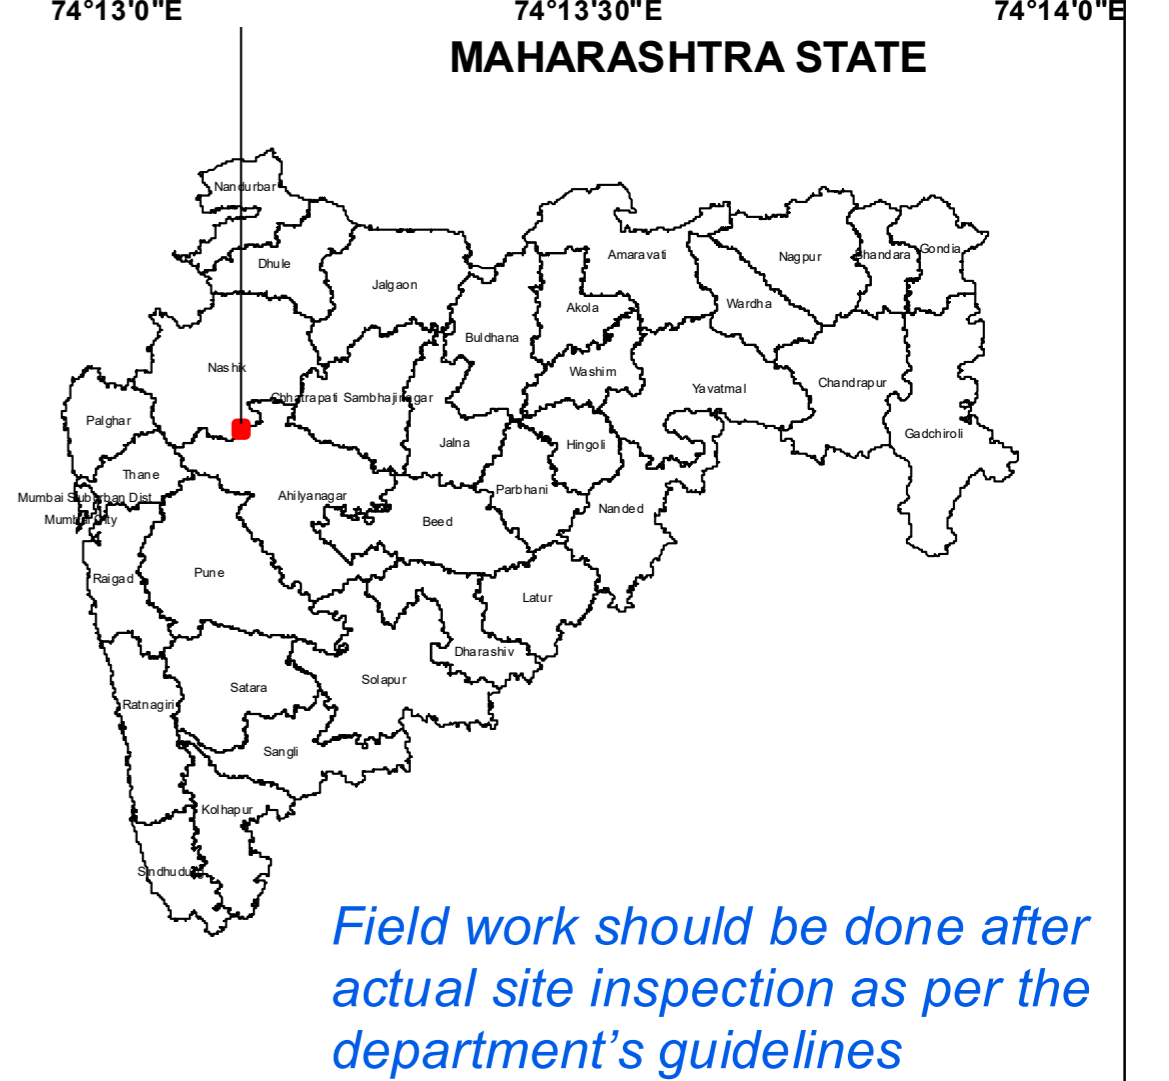 74°13'0"E 74°13'30"E 74°14'0"E
MAHARASHTRA STATE
Nandurbar
Dhule
Jalgaon
Amaravati
Nagpur
Bhandara
Gondia
Akola
Wardha
Buldhana
Nashik
Washim
Chhatrapati Sambhajinagar
Yavatmal
Chandrapur
Palghar
Jalna
Hingoli
Gadchiroli
Thane
Mumbai Suburban Dist
Ahilyanagar
Parbhani
Mumbai City
Beed
Nanded
Raigad
Pune
Latur
Dharashiv
Satara
Solapur
Ratnagiri
Sangli
Kolhapur
Sindhudurg
Field work should be done after
actual site inspection as per the
department’s guidelines